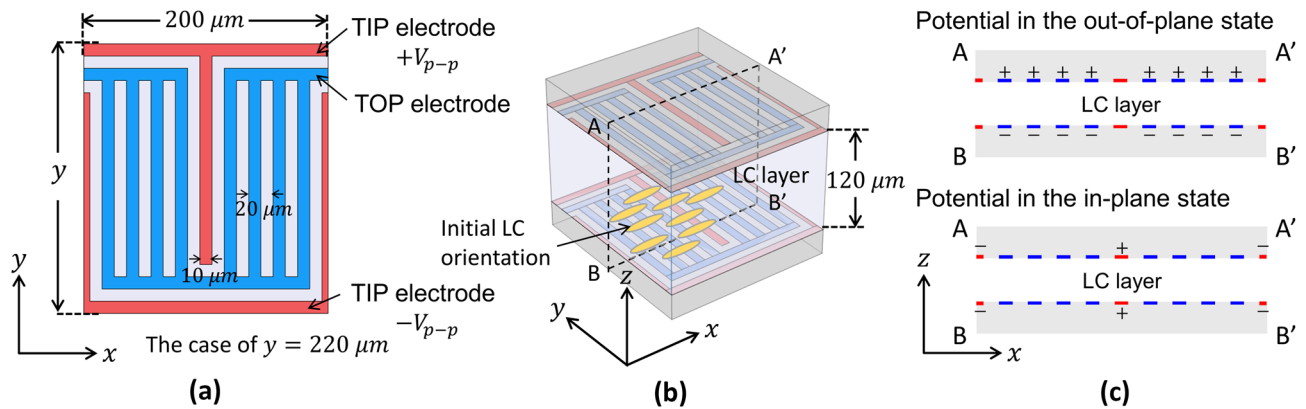 200 μm
TIP electrode
+Vp−p
TOP electrode
y
20 μm
10 μm
TIP electrode
−Vp−p
y
x
The case of y = 220 μm
(a)
A'
A
LC layer
B'
120 μm
Initial LC
orientation
B
z
y
x
(b)
Potential in the out-of-plane state
A A'
+ + + + + + + +
LC layer
− − − − − − − −
B B'
Potential in the in-plane state
A A'
− + −
LC layer
− + −
B B'
z
x
(c)